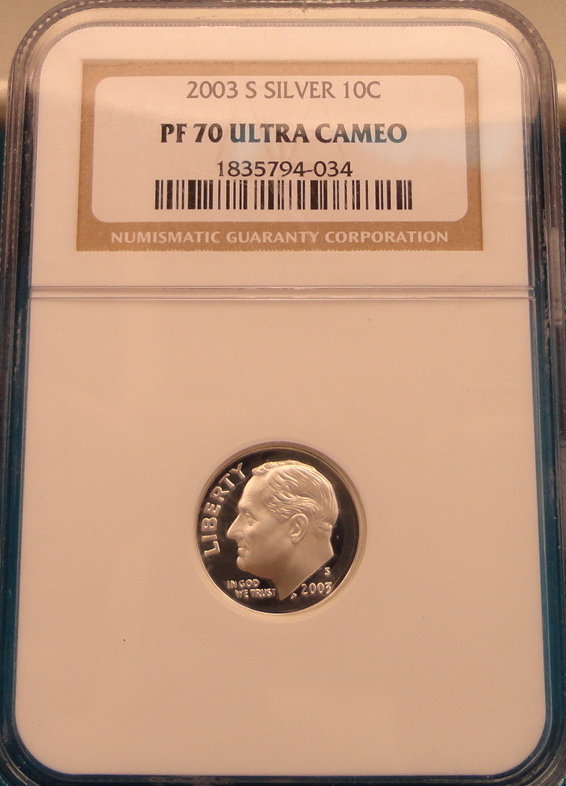 2003 S SILVER 10C
PF 70 ULTRA CAMEO
1835794-034
NUMISMATIC GUARANTY CORPORATION
LIBERTY
IN GOD
WE TRUST
S
2003